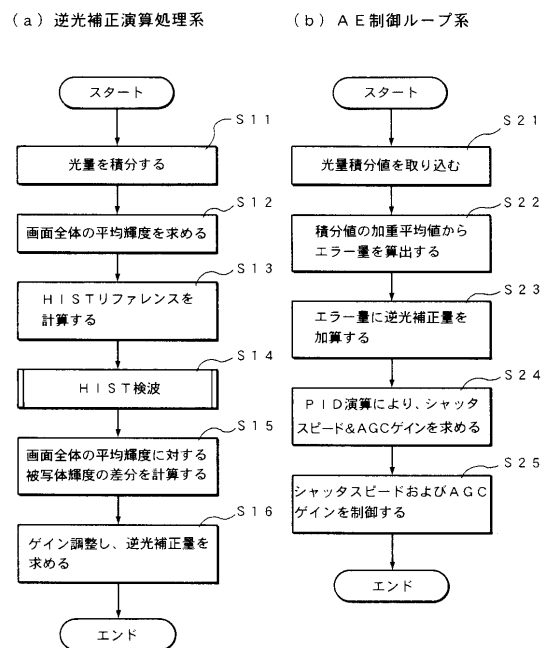 (a) 逆光補正演算処理系
スタート
S11
光量を積分する
S12
画面全体の平均輝度を求める
S13
HISTリファレンスを
計算する
S14
HIST検波
S15
画面全体の平均輝度に対する
被写体輝度の差分を計算する
S16
ゲイン調整し、逆光補正量を
求める
エンド
(b) AE制御ループ系
スタート
S21
光量積分値を取り込む
S22
積分値の加重平均値から
エラー量を算出する
S23
エラー量に逆光補正量を
加算する
S24
PID演算により、シャッタ
スピード&AGCゲインを求める
S25
シャッタスピードおよびAGC
ゲインを制御する
エンド